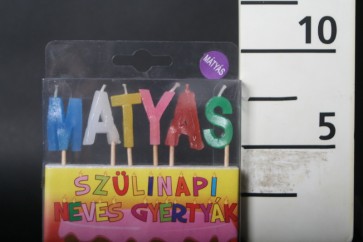 MÁTYÁS
10
MATYAS
5
SZÜLINAPI
NEVES GYERTYÁK